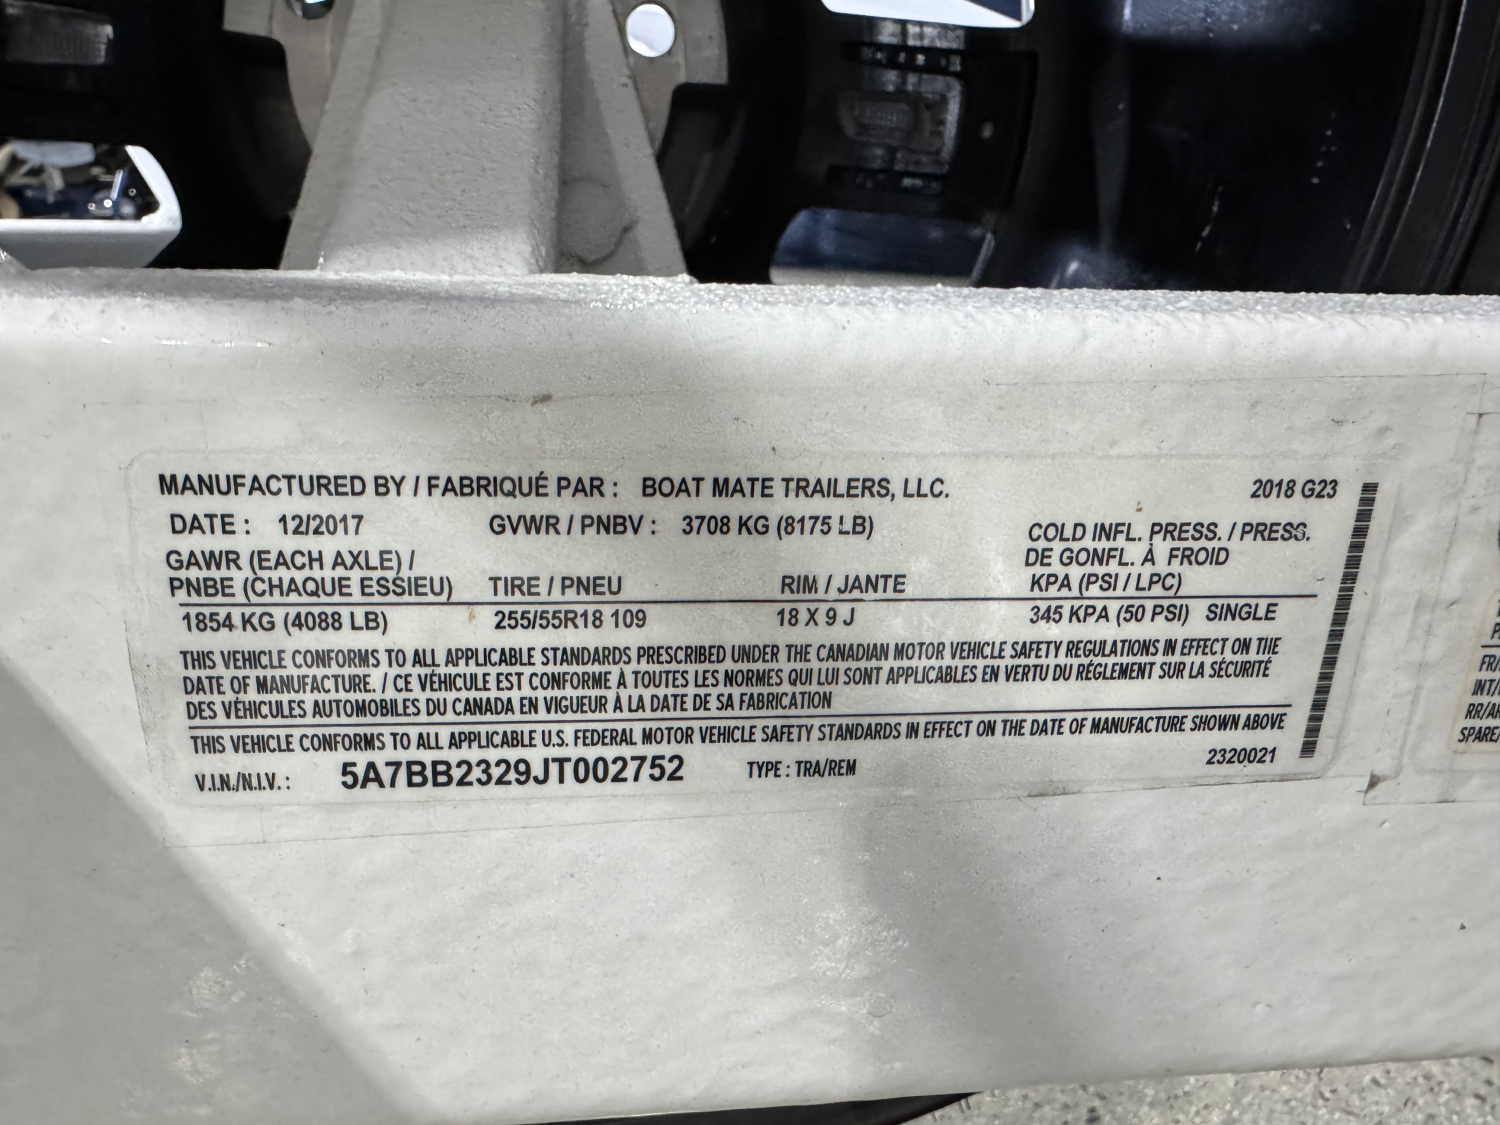 MANUFACTURED BY / FABRIQUÉ PAR : BOAT MATE TRAILERS, LLC. 2018 G23
DATE : 12/2017 GVWR / PNBV : 3708 KG (8175 LB)
COLD INFL. PRESS. / PRESS.
DE GONFL. À FROID
KPA (PSI / LPC)
GAWR (EACH AXLE) /
PNBE (CHAQUE ESSIEU) TIRE / PNEU RIM / JANTE
1854 KG (4088 LB) 255/55R18 109 18 X 9 J 345 KPA (50 PSI) SINGLE
THIS VEHICLE CONFORMS TO ALL APPLICABLE STANDARDS PRESCRIBED UNDER THE CANADIAN MOTOR VEHICLE SAFETY REGULATIONS IN EFFECT ON THE
DATE OF MANUFACTURE. / CE VÉHICULE EST CONFORME À TOUTES LES NORMES QUI LUI SONT APPLICABLES EN VERTU DU RÉGLEMENT SUR LA SÉCURITÉ
DES VÉHICULES AUTOMOBILES DU CANADA EN VIGUEUR À LA DATE DE SA FABRICATION
THIS VEHICLE CONFORMS TO ALL APPLICABLE U.S. FEDERAL MOTOR VEHICLE SAFETY STANDARDS IN EFFECT ON THE DATE OF MANUFACTURE SHOWN ABOVE
V.I.N./N.I.V. : 5A7BB2329JT002752 TYPE : TRA/REM 2320021
FR/
INT/
RR/AR
SPARE/